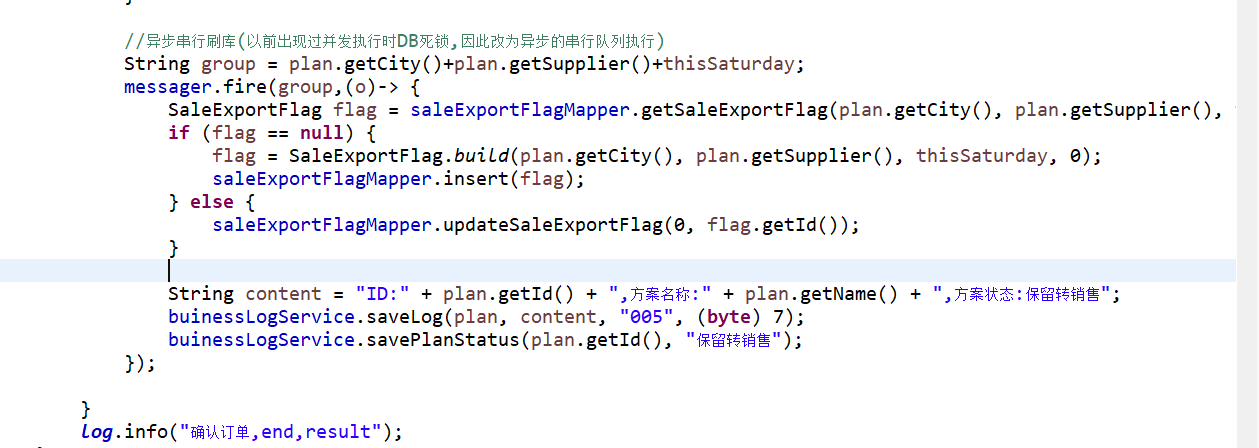 }
//异步串行刷库(以前出现过并发执行时DB死锁,因此改为异步的串行队列执行)
String group = plan.getCity()+plan.getSupplier()+thisSaturday;
messager.fire(group,(o)-> {
SaleExportFlag flag = saleExportFlagMapper.getSaleExportFlag(plan.getCity(), plan.getSupplier(),
if (flag == null) {
flag = SaleExportFlag.build(plan.getCity(), plan.getSupplier(), thisSaturday, 0);
saleExportFlagMapper.insert(flag);
} else {
saleExportFlagMapper.updateSaleExportFlag(0, flag.getId());
}
String content = "ID:" + plan.getId() + ",方案名称:" + plan.getName() + ",方案状态:保留转销售";
buinessLogService.saveLog(plan, content, "005", (byte) 7);
buinessLogService.savePlanStatus(plan.getId(), "保留转销售");
});
}
log.info("确认订单,end,result");